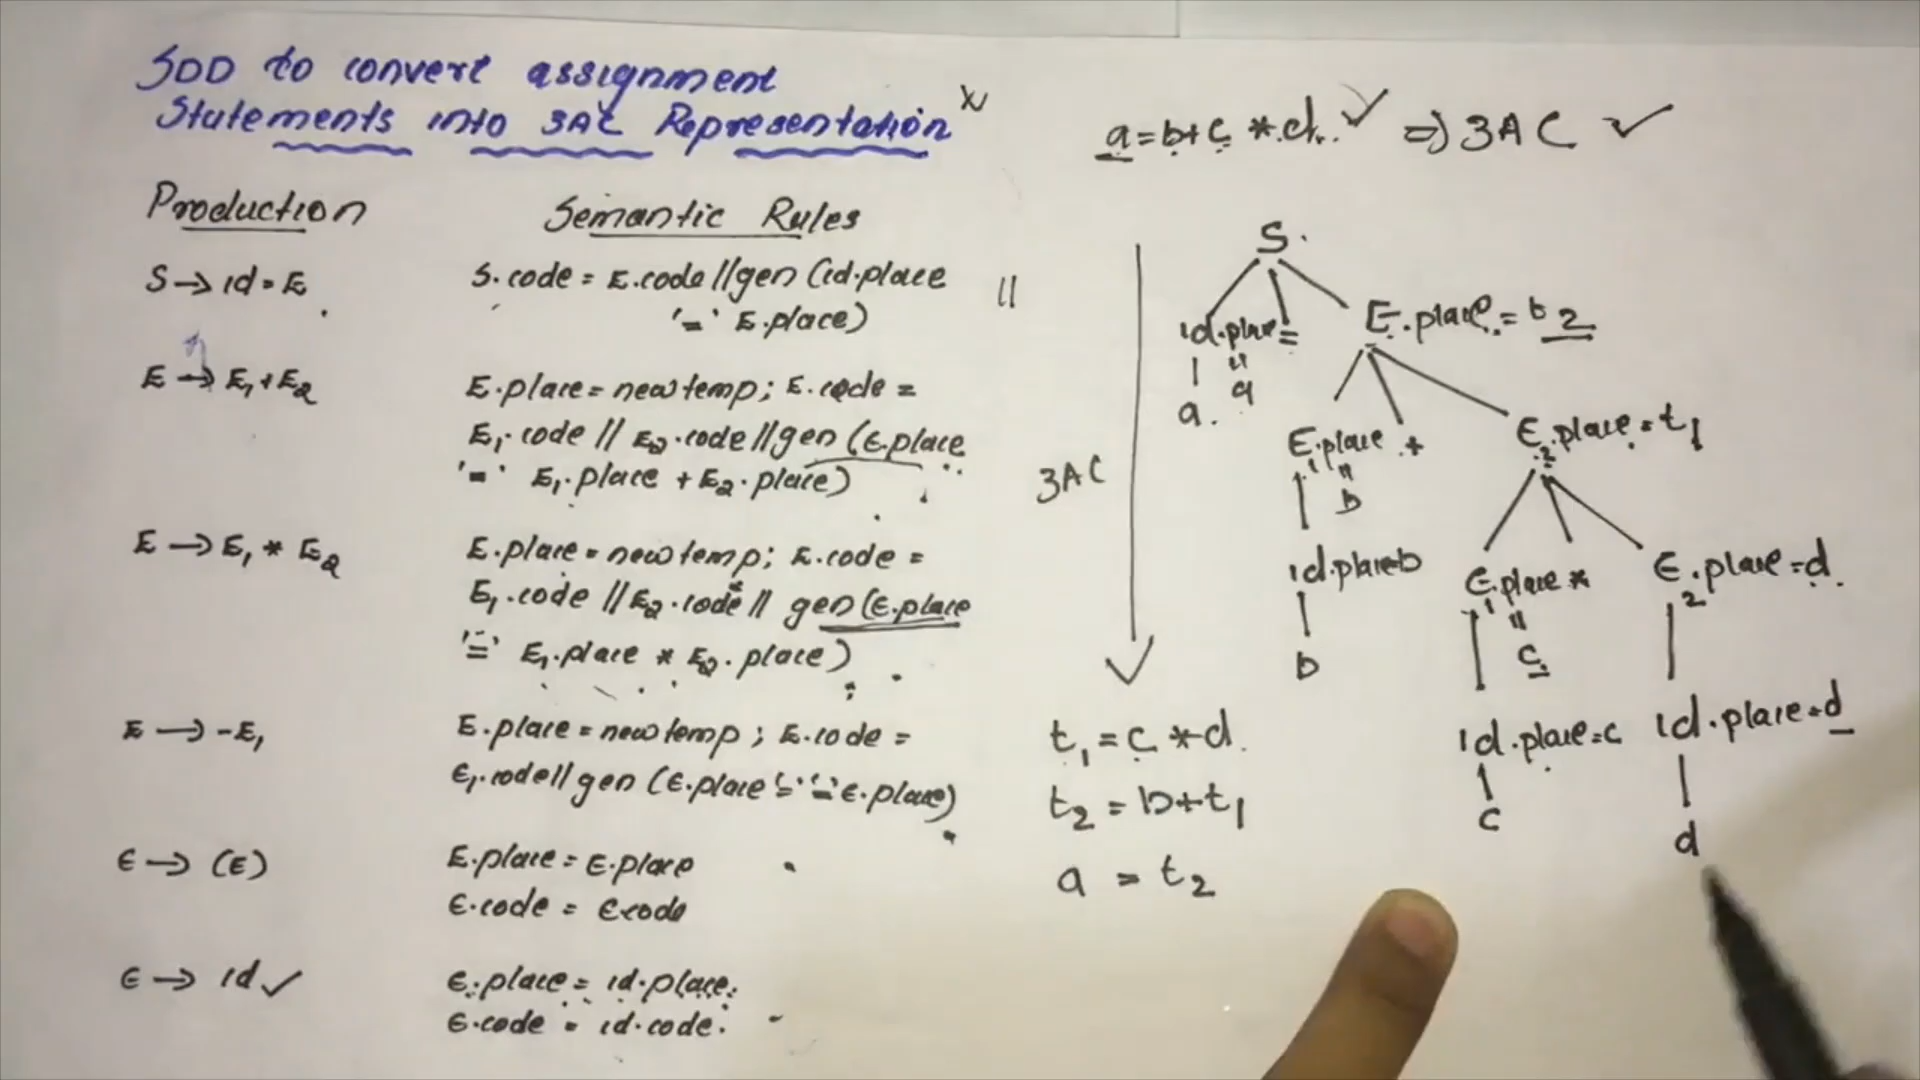 SDD to convert assignment
Statements into 3AC Representation
Production
Semantic Rules
S → id = E
S.code = E.code // gen (id.place
'=' E.place)
E → E1 + E2
E.place = newtemp; E.code =
E1.code // E2.code // gen (E.place
'=' E1.place + E2.place)
E → E1 * E2
E.place = newtemp; E.code =
E1.code // E2.code // gen (E.place
'=' E1.place * E2.place)
E → -E1
E.place = newtemp; E.code =
E1.code // gen (E.place '=' '-' E.place)
E → (E)
E.place = E.place
E.code = E.code
E → id ✓
E.place = id.place
E.code = id.code.
a = b + c * d ✓ ⇒ 3AC ✓
S
id.place = E.place = t2
a
"
a
E1.place + E2.place = t1
"
b
id.place=b
b
E1.place * E2.place = d
"
c
id.place=c id.place=d
c
d
||
3AC
t1 = c * d
t2 = b + t1
a = t2